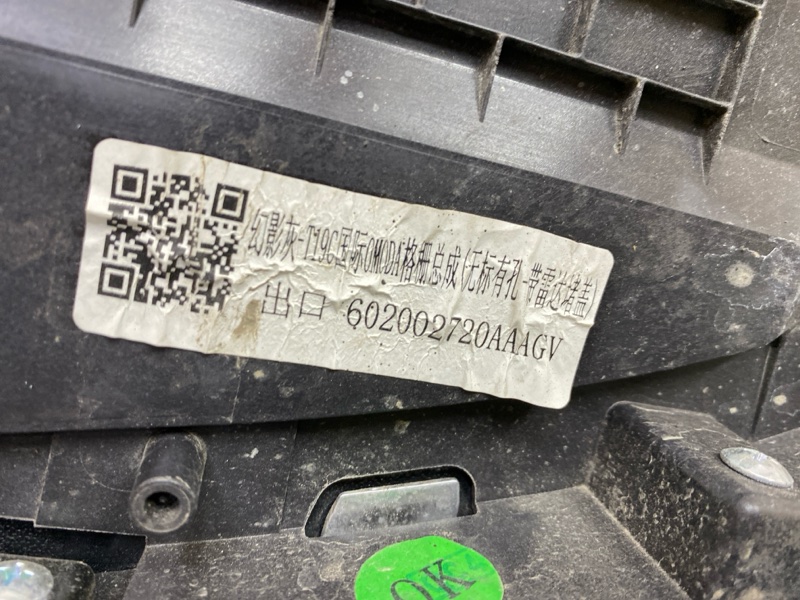 幻影灰-T19C国际OMODA格栅总成(无标有孔-带雷达堵盖)
出口 602002720AAAGV
OK